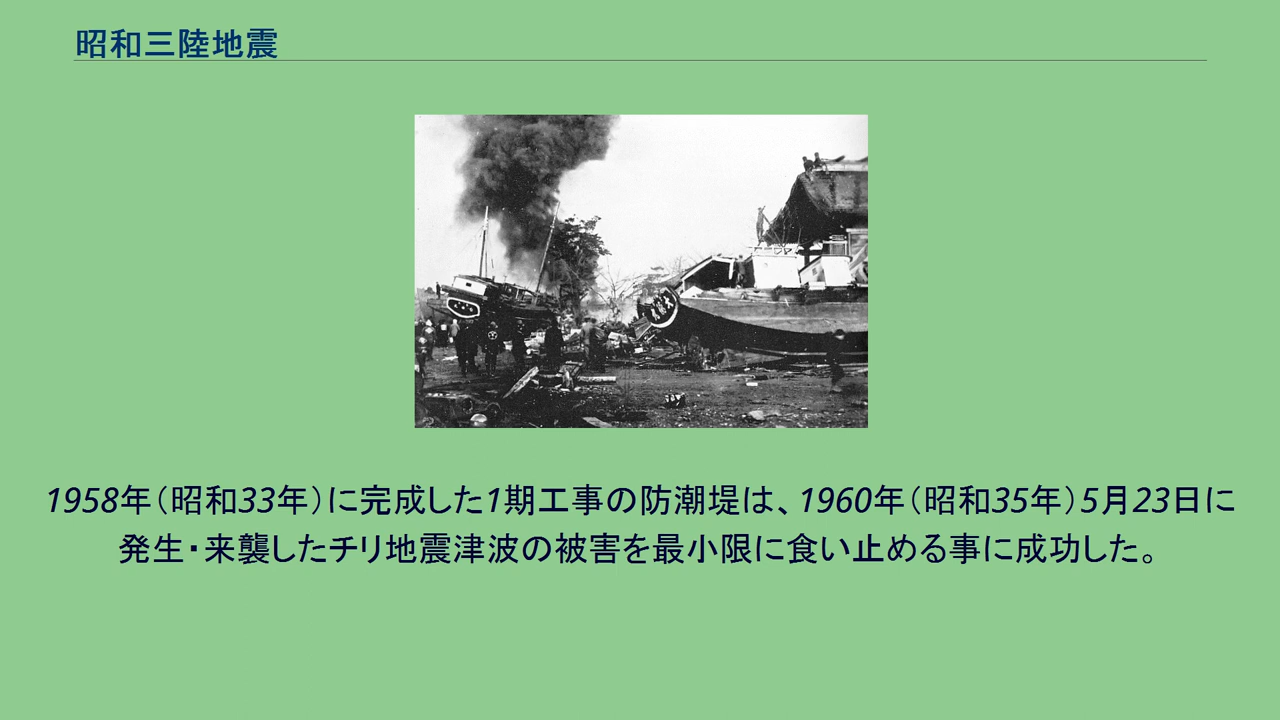 昭和三陸地震
1958年（昭和33年）に完成した1期工事の防潮堤は、1960年（昭和35年）5月23日に
発生・来襲したチリ地震津波の被害を最小限に食い止める事に成功した。